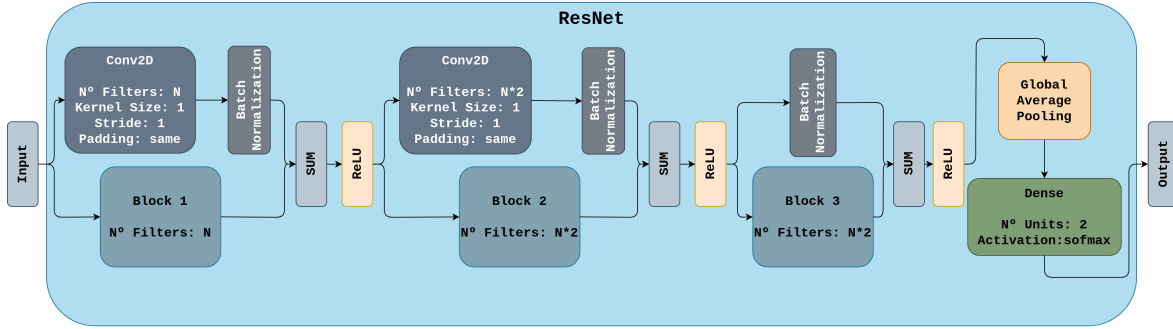 ResNet
Input
Conv2D
Nº Filters: N
Kernel Size: 1
Stride: 1
Padding: same
Batch
Normalization
Block 1
Nº Filters: N
SUM
ReLU
Conv2D
Nº Filters: N*2
Kernel Size: 1
Stride: 1
Padding: same
Batch
Normalization
Block 2
Nº Filters: N*2
SUM
ReLU
Batch
Normalization
Block 3
Nº Filters: N*2
SUM
ReLU
Global
Average
Pooling
Dense
Nº Units: 2
Activation:sofmax
Output